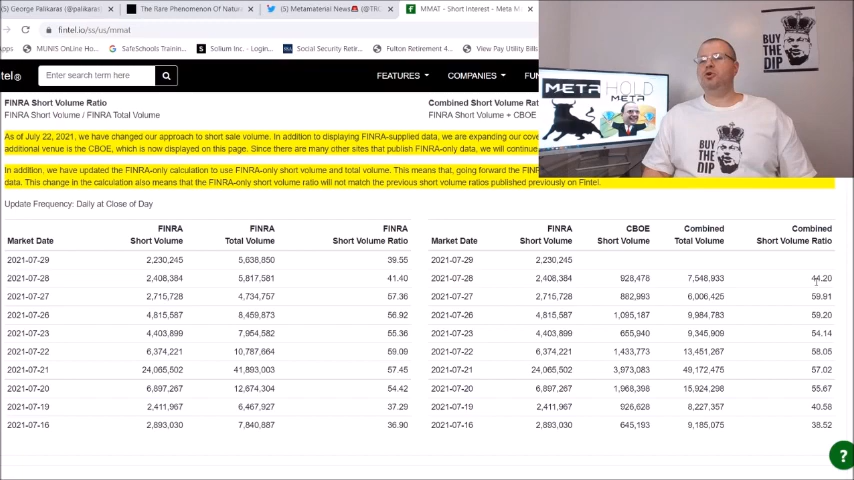 (5) George Palikaras (@palikaras
The Rare Phenomenon Of Natura
(5) Metamaterial News🚨 (@TR
MMAT - Short Interest - Meta M
fintel.io/ss/us/mmat
Apps
MUNIS OnLine Ho...
SafeSchools Trainin...
Solium Inc. - Login...
Social Security Retir...
Fulton Retirement 4...
View Pay Utility Bills
ntel®
Enter search term here
FEATURES
COMPANIES
FUN
FINRA Short Volume Ratio
FINRA Short Volume / FINRA Total Volume
Combined Short Volume Ratio
FINRA Short Volume + CBOE
As of July 22, 2021, we have changed our approach to short sale volume. In addition to displaying FINRA-supplied data, we are expanding our cove
additional venue is the CBOE, which is now displayed on this page. Since there are many other sites that publish FINRA-only data, we will continue
In addition, we have updated the FINRA-only calculation to use FINRA-only short volume and total volume. This means that, going forward the FINR
data. This change in the calculation also means that the FINRA-only short volume ratio will not match the previous short volume ratios published previously on Fintel.
Update Frequency: Daily at Close of Day
Market Date FINRA Short Volume FINRA Total Volume FINRA Short Volume Ratio
2021-07-29 2,230,245 5,638,850 39.55
2021-07-28 2,408,384 5,817,581 41.40
2021-07-27 2,715,728 4,734,757 57.36
2021-07-26 4,815,587 8,459,873 56.92
2021-07-23 4,403,899 7,954,582 55.36
2021-07-22 6,374,221 10,787,664 59.09
2021-07-21 24,065,502 41,893,003 57.45
2021-07-20 6,897,267 12,674,304 54.42
2021-07-19 2,411,967 6,467,927 37.29
2021-07-16 2,893,030 7,840,887 36.90
Market Date FINRA Short Volume CBOE Short Volume Combined Total Volume Combined Short Volume Ratio
2021-07-29 2,230,245
2021-07-28 2,408,384 928,478 7,548,933 44.20
2021-07-27 2,715,728 882,993 6,006,425 59.91
2021-07-26 4,815,587 1,095,094 9,984,783 59.20
2021-07-23 4,403,899 655,940 9,345,909 54.14
2021-07-22 6,374,221 1,433,773 13,451,267 58.05
2021-07-21 24,065,502 3,973,083 49,172,475 57.02
2021-07-20 6,897,267 1,968,398 15,924,298 55.67
2021-07-19 2,411,967 926,628 8,227,357 40.58
2021-07-16 2,893,030 645,193 9,185,075 38.52
META HOLD
META
BUY
THE
DIP
BUY
THE
DIP
?